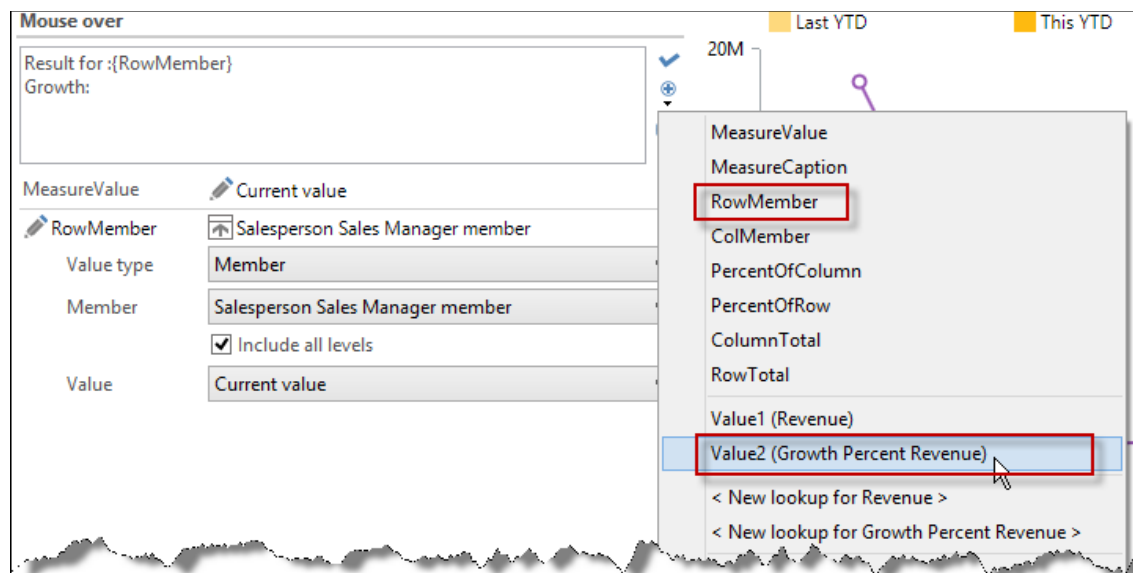 Mouse over
Last YTD
This YTD
20M
Result for :{RowMember}
Growth:
MeasureValue
Current value
RowMember
Salesperson Sales Manager member
Value type
Member
Member
Salesperson Sales Manager member
Include all levels
Value
Current value
MeasureValue
MeasureCaption
RowMember
ColMember
PercentOfColumn
PercentOfRow
ColumnTotal
RowTotal
Value1 (Revenue)
Value2 (Growth Percent Revenue)
< New lookup for Revenue >
< New lookup for Growth Percent Revenue >